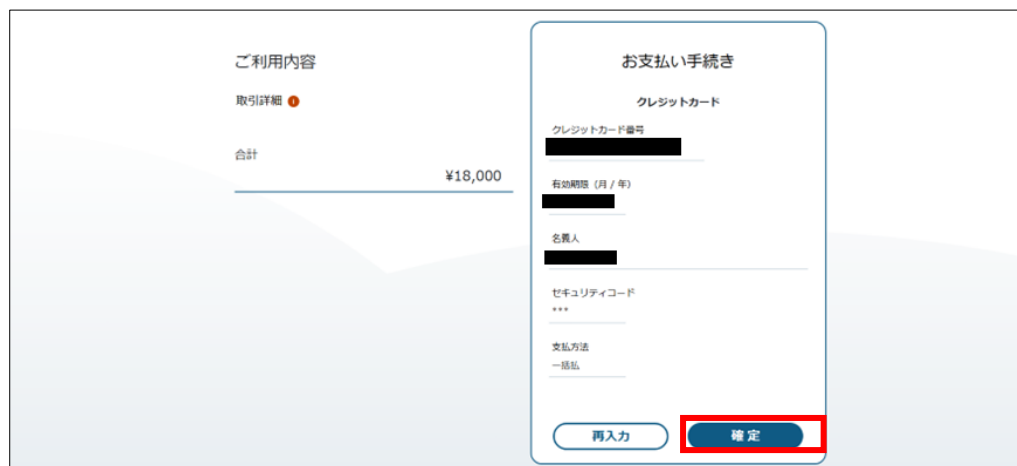 ご利用内容
取引詳細
合計
¥18,000
お支払い手続き
クレジットカード
クレジットカード番号
有効期限（月 / 年）
名義人
セキュリティコード
***
支払方法
一括払
再入力
確定